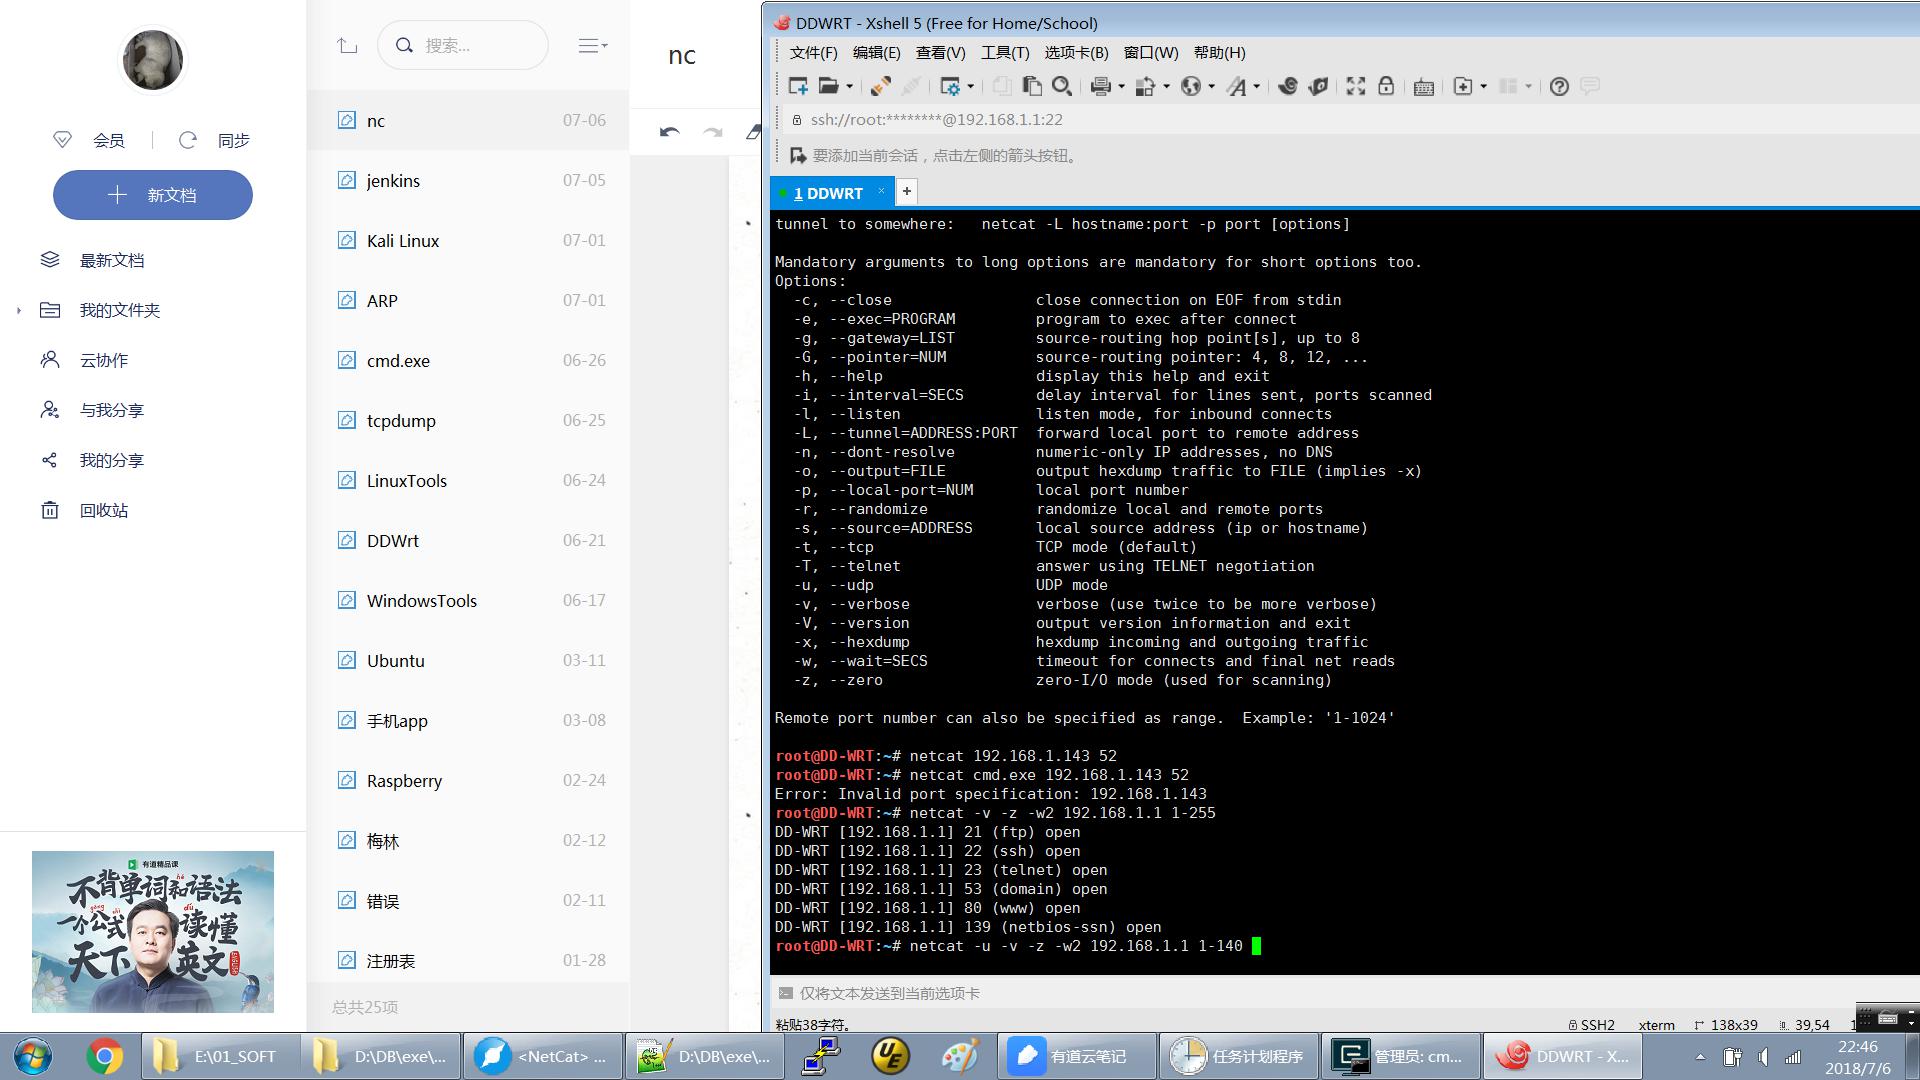 会员
同步
新文档
最新文档
我的文件夹
云协作
与我分享
我的分享
回收站
有道精品课
不背单词和语法
一个公式读懂
天下英文
搜索...
nc 07-06
jenkins 07-05
Kali Linux 07-01
ARP 07-01
cmd.exe 06-26
tcpdump 06-25
LinuxTools 06-24
DDWrt 06-21
WindowsTools 06-17
Ubuntu 03-11
手机app 03-08
Raspberry 02-24
梅林 02-12
错误 02-11
注册表 01-28
总共25项
nc
DDWRT - Xshell 5 (Free for Home/School)
文件(F) 编辑(E) 查看(V) 工具(T) 选项卡(B) 窗口(W) 帮助(H)
ssh://root:********@192.168.1.1:22
要添加当前会话，点击左侧的箭头按钮。
1 DDWRT × +
tunnel to somewhere:   netcat -L hostname:port -p port [options]
Mandatory arguments to long options are mandatory for short options too.
Options:
-c, --close                close connection on EOF from stdin
-e, --exec=PROGRAM         program to exec after connect
-g, --gateway=LIST         source-routing hop point[s], up to 8
-G, --pointer=NUM          source-routing pointer: 4, 8, 12, ...
-h, --help                 display this help and exit
-i, --interval=SECS        delay interval for lines sent, ports scanned
-l, --listen               listen mode, for inbound connects
-L, --tunnel=ADDRESS:PORT  forward local port to remote address
-n, --dont-resolve         numeric-only IP addresses, no DNS
-o, --output=FILE          output hexdump traffic to FILE (implies -x)
-p, --local-port=NUM       local port number
-r, --randomize            randomize local and remote ports
-s, --source=ADDRESS       local source address (ip or hostname)
-t, --tcp                  TCP mode (default)
-T, --telnet               answer using TELNET negotiation
-u, --udp                  UDP mode
-v, --verbose              verbose (use twice to be more verbose)
-V, --version              output version information and exit
-x, --hexdump              hexdump incoming and outgoing traffic
-w, --wait=SECS            timeout for connects and final net reads
-z, --zero                 zero-I/O mode (used for scanning)
Remote port number can also be specified as range.  Example: '1-1024'
root@DD-WRT:~# netcat 192.168.1.143 52
root@DD-WRT:~# netcat cmd.exe 192.168.1.143 52
Error: Invalid port specification: 192.168.1.143
root@DD-WRT:~# netcat -v -z -w2 192.168.1.1 1-255
DD-WRT [192.168.1.1] 21 (ftp) open
DD-WRT [192.168.1.1] 22 (ssh) open
DD-WRT [192.168.1.1] 23 (telnet) open
DD-WRT [192.168.1.1] 53 (domain) open
DD-WRT [192.168.1.1] 80 (www) open
DD-WRT [192.168.1.1] 139 (netbios-ssn) open
root@DD-WRT:~# netcat -u -v -z -w2 192.168.1.1 1-140
仅将文本发送到当前选项卡
粘贴38字符。 SSH2 xterm 138x39 39,54
E:\01_SOFT D:\DB\exe\... <NetCat> ... D:\DB\exe\... 有道云笔记 任务计划程序 管理员: cm... DDWRT - X...
22:46
2018/7/6